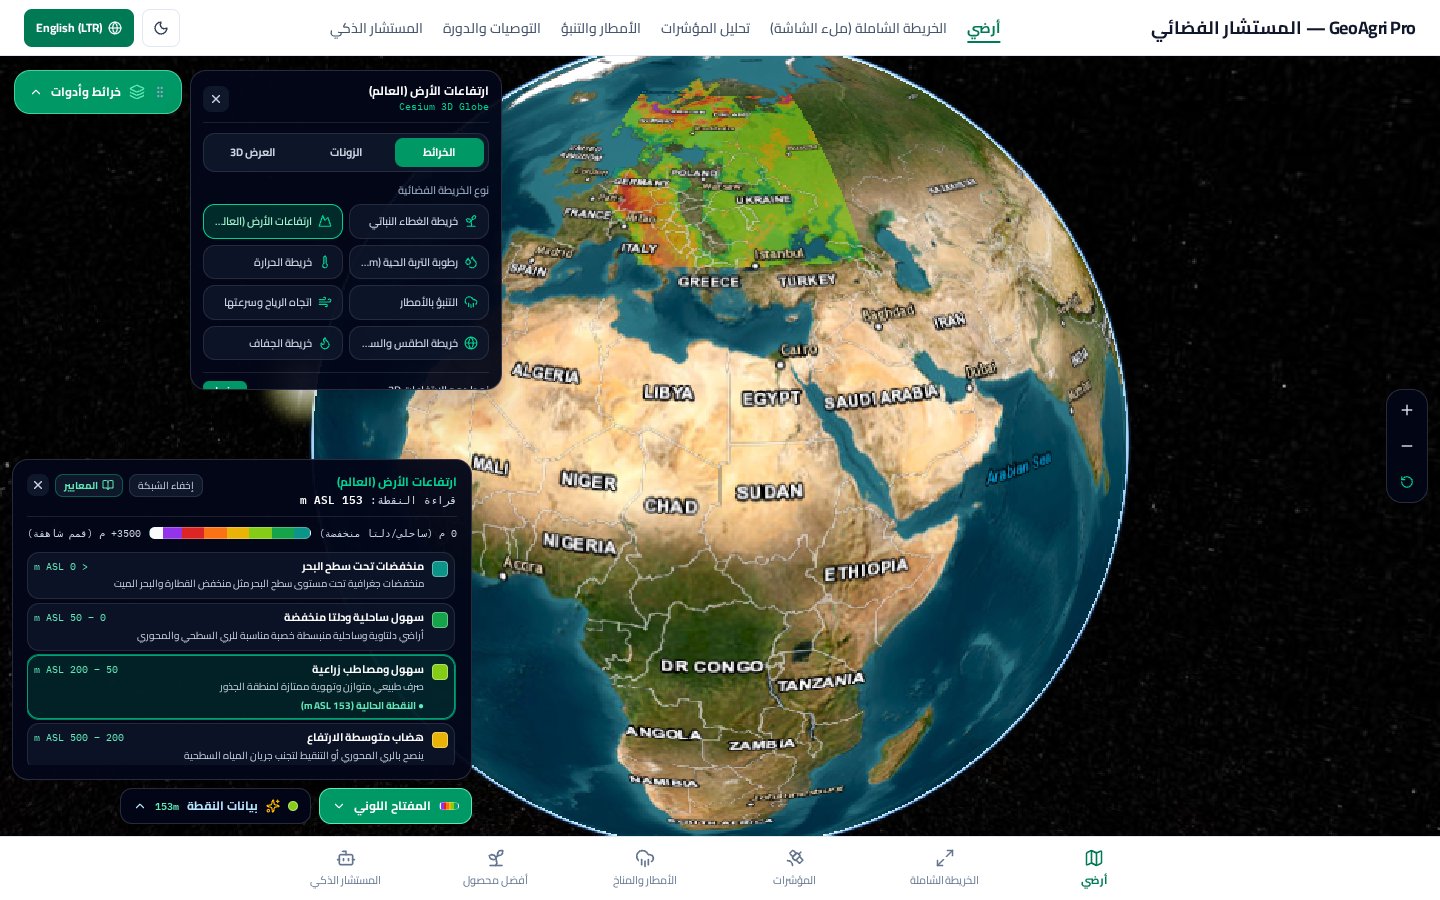 GeoAgri Pro — المستشار الفضائي
أرضي
الخريطة الشاملة (ملء الشاشة)
تحليل المؤشرات
الأمطار والتنبؤ
التوصيات والدورة
المستشار الذكي
English (LTR)
خرائط وأدوات
ارتفاعات الأرض (العالم)
Cesium 3D Globe
الخرائط
الزونات
العرض 3D
نوع الخريطة الفضائية
خريطة الغطاء النباتي
ارتفاعات الأرض (العالـ...
رطوبة التربة الحية (m...
خريطة الحرارة
التنبؤ بالأمطار
اتجاه الرياح وسرعتها
خريطة الطقس والسـ...
خريطة الجفاف
POLAND
GERMANY
UKRAINE
FRANCE
Milan
ITALY
Istanbul
Madrid
SPAIN
GREECE
TURKEY
Baghdad
IRAN
Cairo
Dubai
ALGERIA
LIBYA
EGYPT
SAUDI ARABIA
Arabian Sea
MALI
NIGER
CHAD
SUDAN
NIGERIA
Accra
ETHIOPIA
DR CONGO
TANZANIA
ANGOLA
ZAMBIA
NAMIBIA
ارتفاعات الأرض (العالم)
قراءة النقطة: 153 m ASL
المعايير
إخفاء الشبكة
0 م (ساحلي/دلتا منخفضة)
3500+ م (قمم شاهقة)
منخفضات تحت سطح البحر
< 0 m ASL
منخفضات جغرافية تحت مستوى سطح البحر مثل منخفض القطارة والبحر الميت
سهول ساحلية ودلتا منخفضة
0 – 50 m ASL
أراضي دلتاوية وساحلية منبسطة خصبة مناسبة للري السطحي والمحوري
سهول ومصاطب زراعية
50 – 200 m ASL
صرف طبيعي متوازن وتهوية ممتازة لمنطقة الجذور
● النقطة الحالية (153 m ASL)
هضاب متوسطة الارتفاع
200 – 500 m ASL
ينصح بالري المحوري أو التنقيط لتجنب جريان المياه السطحية
المفتاح اللوني
بيانات النقطة
153m
أرضي
الخريطة الشاملة
المؤشرات
الأمطار والمناخ
أفضل محصول
المستشار الذكي